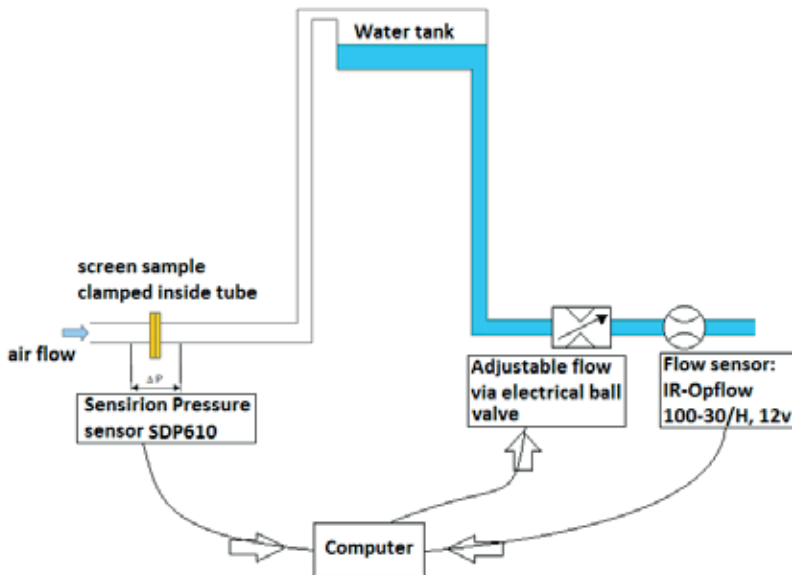 Water tank
screen sample
clamped inside tube
air flow
ΔP
Sensirion Pressure
sensor SDP610
Adjustable flow
via electrical ball
valve
Flow sensor:
IR-Opflow
100-30/H, 12v
Computer